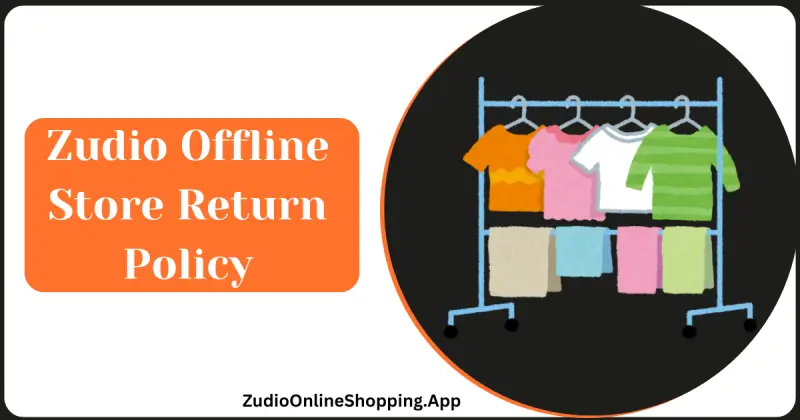 Zudio Offline
Store Return
Policy
ZudioOnlineShopping.App